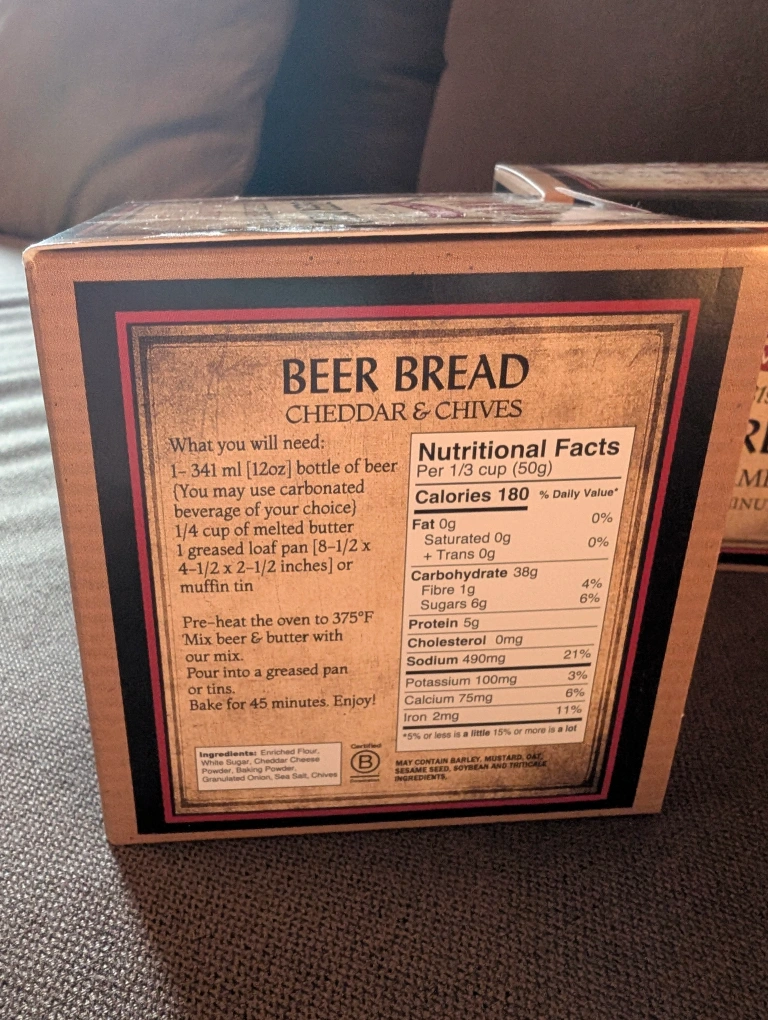 BEER BREAD
CHEDDAR & CHIVES
What you will need:
1– 341 ml [12oz] bottle of beer
(You may use carbonated
beverage of your choice)
1/4 cup of melted butter
1 greased loaf pan [8-1/2 x
4-1/2 x 2-1/2 inches] or
muffin tin
Pre-heat the oven to 375°F
Mix beer & butter with
our mix.
Pour into a greased pan
or tins.
Bake for 45 minutes. Enjoy!
Nutritional Facts
Per 1/3 cup (50g)
Calories 180 % Daily Value*
Fat 0g 0%
Saturated 0g
+ Trans 0g 0%
Carbohydrate 38g
Fibre 1g 4%
Sugars 6g 6%
Protein 5g
Cholesterol 0mg
Sodium 490mg 21%
Potassium 100mg 3%
Calcium 75mg 6%
Iron 2mg 11%
*5% or less is a little 15% or more is a lot
Ingredients: Enriched Flour,
White Sugar, Cheddar Cheese
Powder, Baking Powder,
Granulated Onion, Sea Salt, Chives
Certified
B
MAY CONTAIN BARLEY, MUSTARD, OAT,
SESAME SEED, SOYBEAN AND TRITICALE
INGREDIENTS.